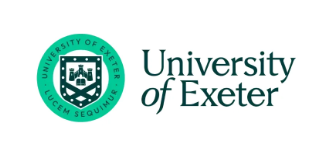 UNIVERSITY OF EXETER
LUCEM SEQUIMUR
University
of Exeter